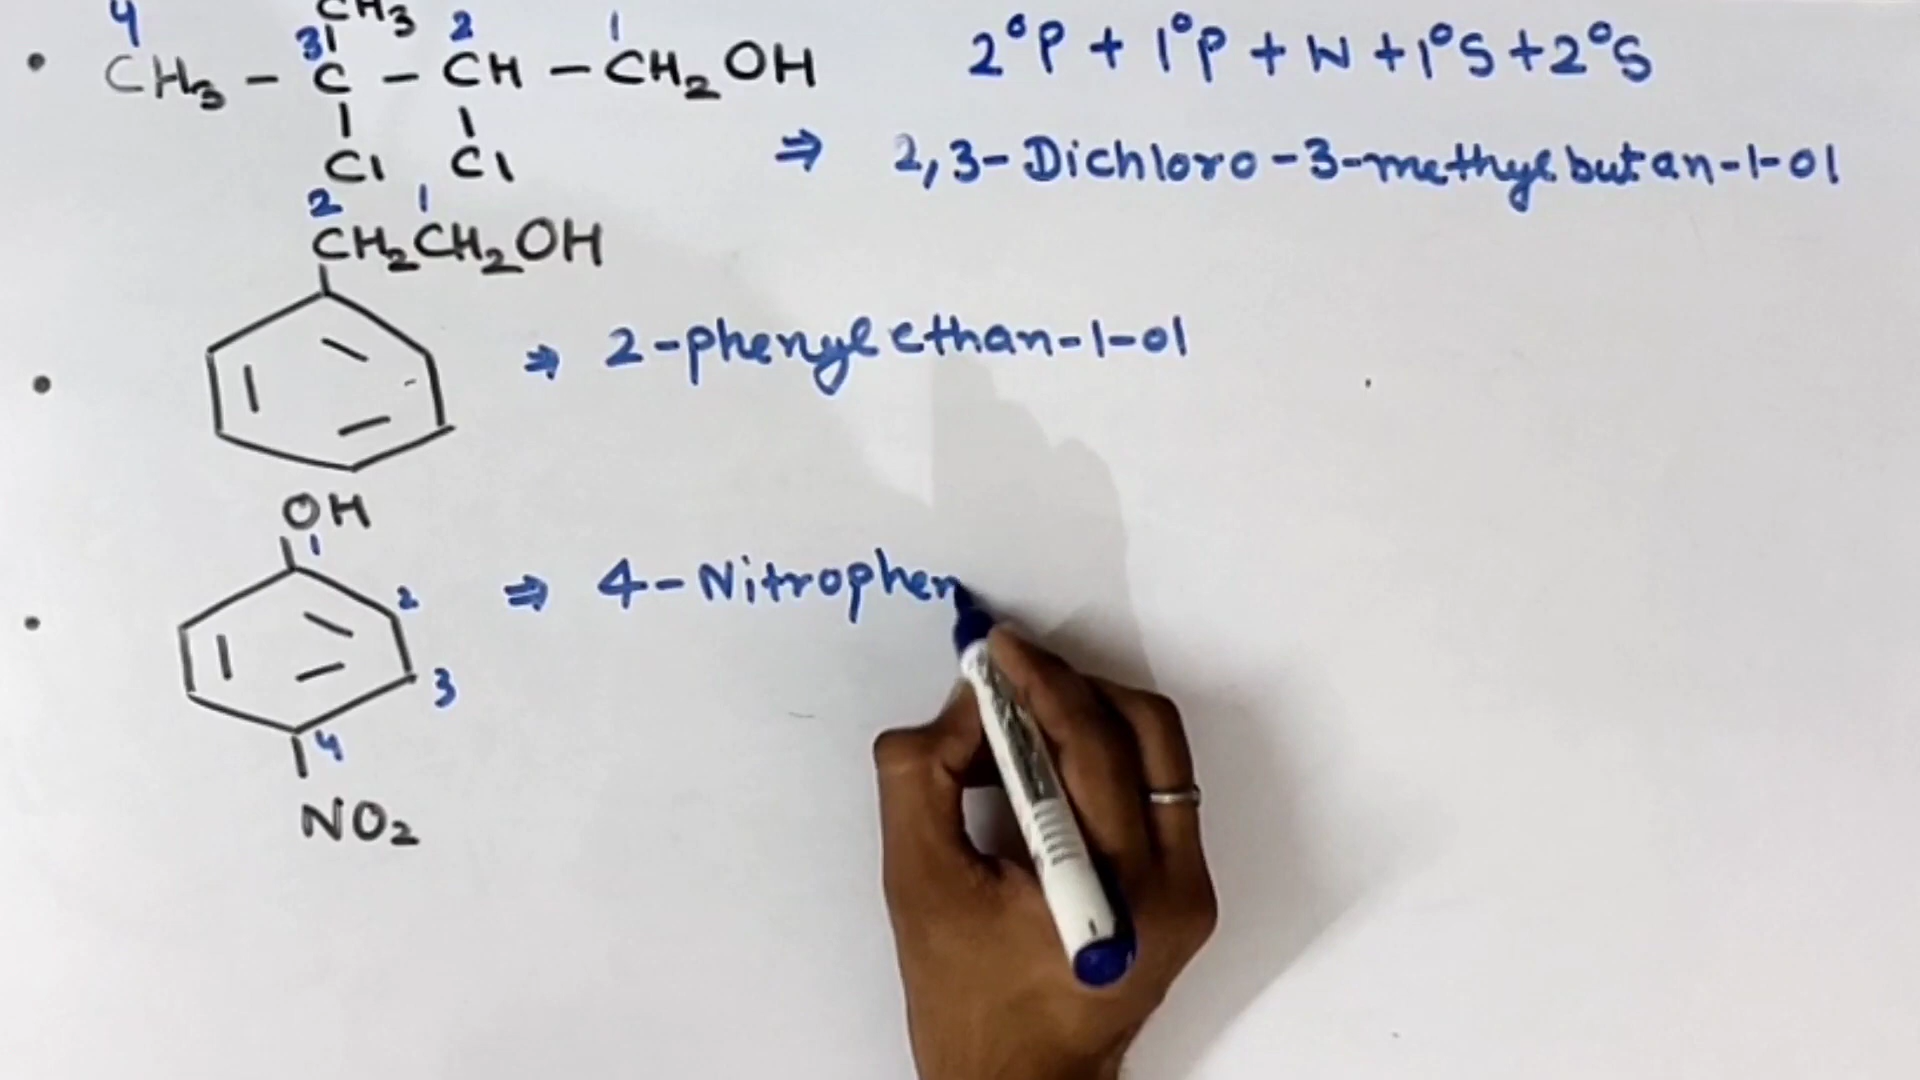 4 CH3 2 1
3
CH3 - C - CH - CH2OH
Cl Cl
2°P + 1°P + N + 1°S + 2°S
⇒ 2,3-Dichloro-3-methylbutan-1-ol
2 1
CH2CH2OH
⇒ 2-phenylethan-1-ol
OH
1
2
3
4
NO2
⇒ 4-Nitrophen